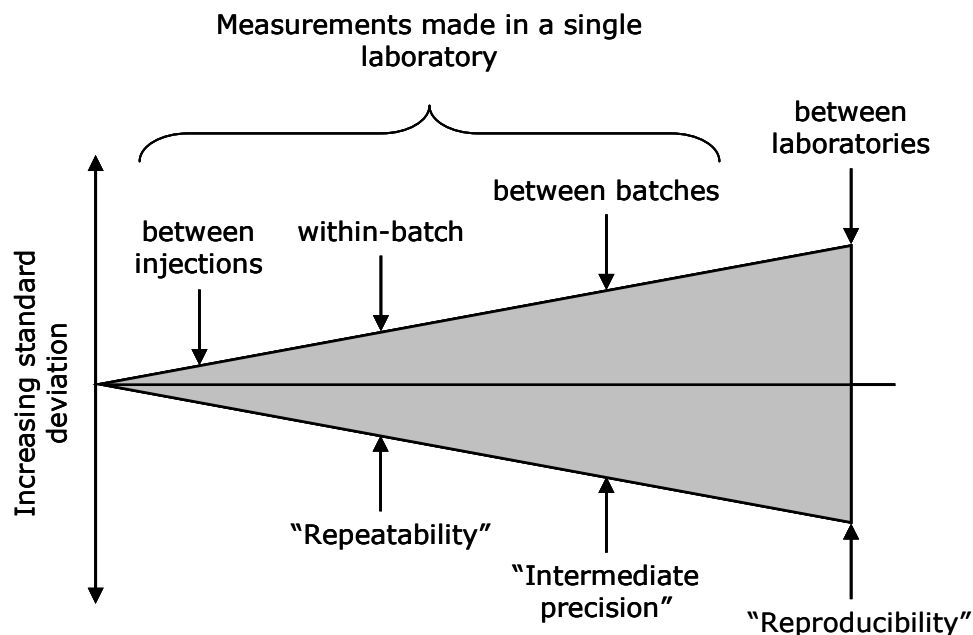 Measurements made in a single
laboratory
between
laboratories
between batches
between
injections
within-batch
Increasing standard
deviation
“Repeatability”
“Intermediate
precision”
“Reproducibility”